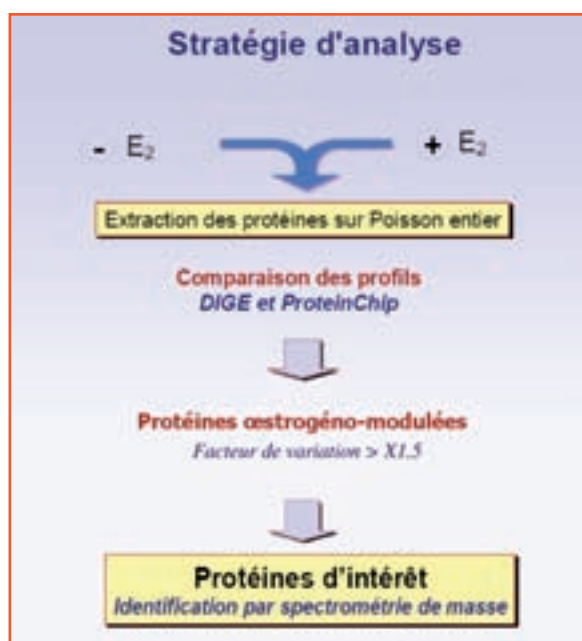 Stratégie d'analyse
- E₂ + E₂
Extraction des protéines sur Poisson entier
Comparaison des profils
DIGE et ProteinChip
Protéines œstrogéno-modulées
Facteur de variation > X1.5
Protéines d'intérêt
Identification par spectrométrie de masse